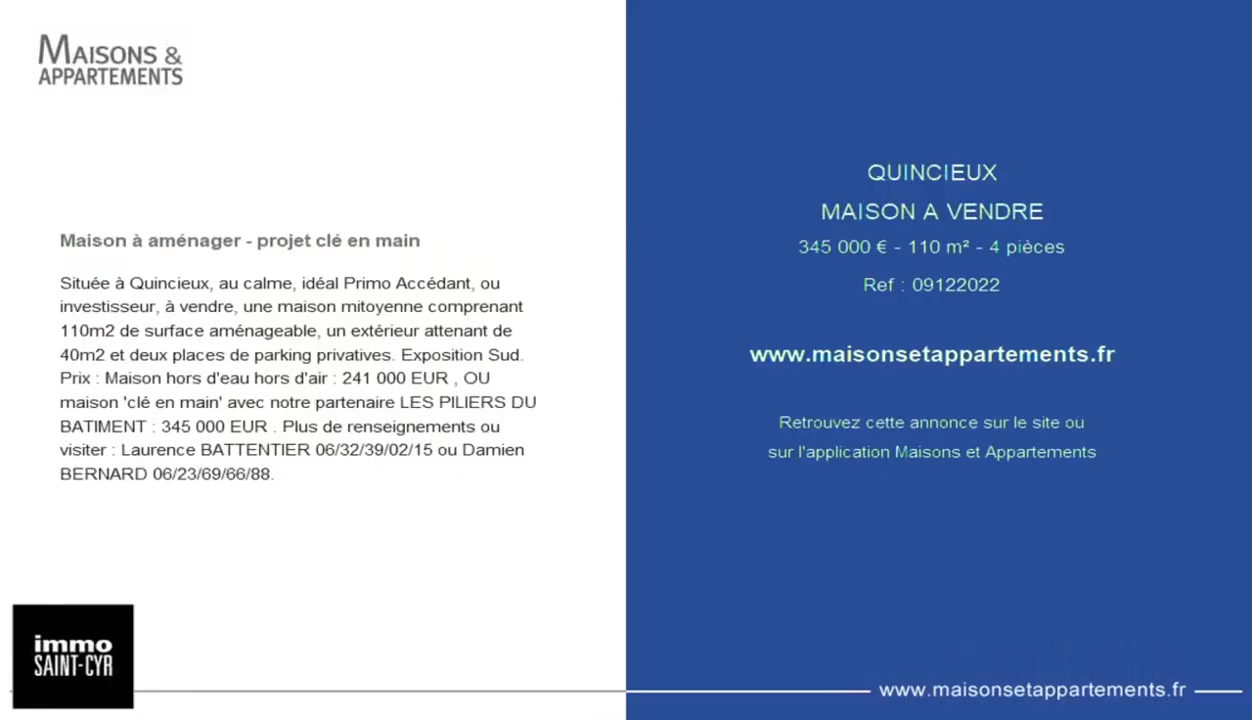 MAISONS &
APPARTEMENTS
Maison à aménager - projet clé en main
Située à Quincieux, au calme, idéal Primo Accédant, ou
investisseur, à vendre, une maison mitoyenne comprenant
110m2 de surface aménageable, un extérieur attenant de
40m2 et deux places de parking privatives. Exposition Sud.
Prix : Maison hors d'eau hors d'air : 241 000 EUR , OU
maison 'clé en main' avec notre partenaire LES PILIERS DU
BATIMENT : 345 000 EUR . Plus de renseignements ou
visiter : Laurence BATTENTIER 06/32/39/02/15 ou Damien
BERNARD 06/23/69/66/88.
immo
SAINT-CYR
QUINCIEUX
MAISON A VENDRE
345 000 € - 110 m² - 4 pièces
Ref : 09122022
www.maisonsetappartements.fr
Retrouvez cette annonce sur le site ou
sur l'application Maisons et Appartements
www.maisonsetappartements.fr